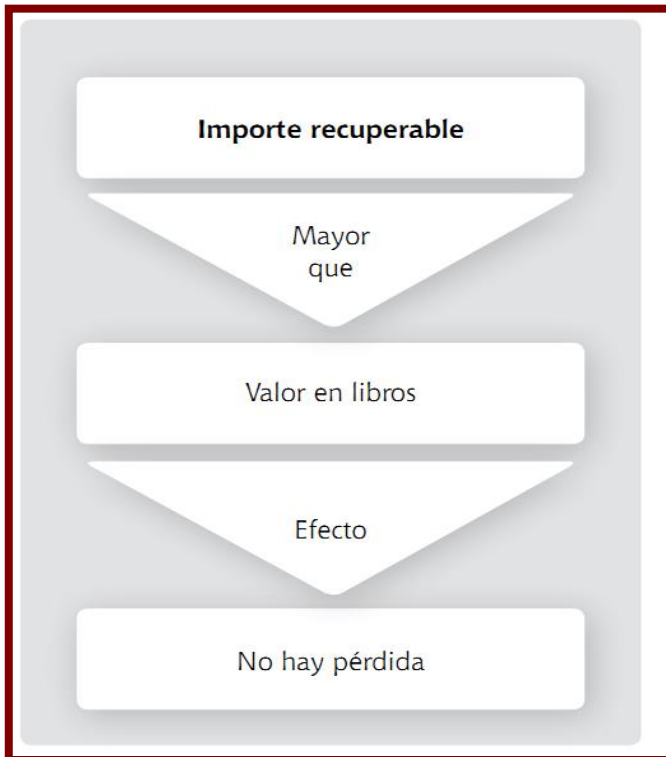 Importe recuperable
Mayor
que
Valor en libros
Efecto
No hay pérdida